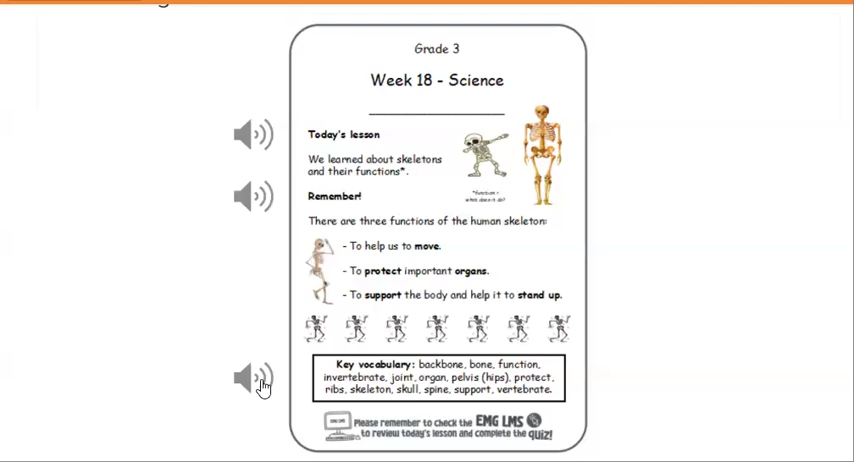 Grade 3
Week 18 - Science
Today's lesson
We learned about skeletons
and their functions*.
*function =
what does it do?
Remember!
There are three functions of the human skeleton:
- To help us to move.
- To protect important organs.
- To support the body and help it to stand up.
Key vocabulary: backbone, bone, function,
invertebrate, joint, organ, pelvis (hips), protect,
ribs, skeleton, skull, spine, support, vertebrate.
Please remember to check the EMG LMS
to review today's lesson and complete the quiz!